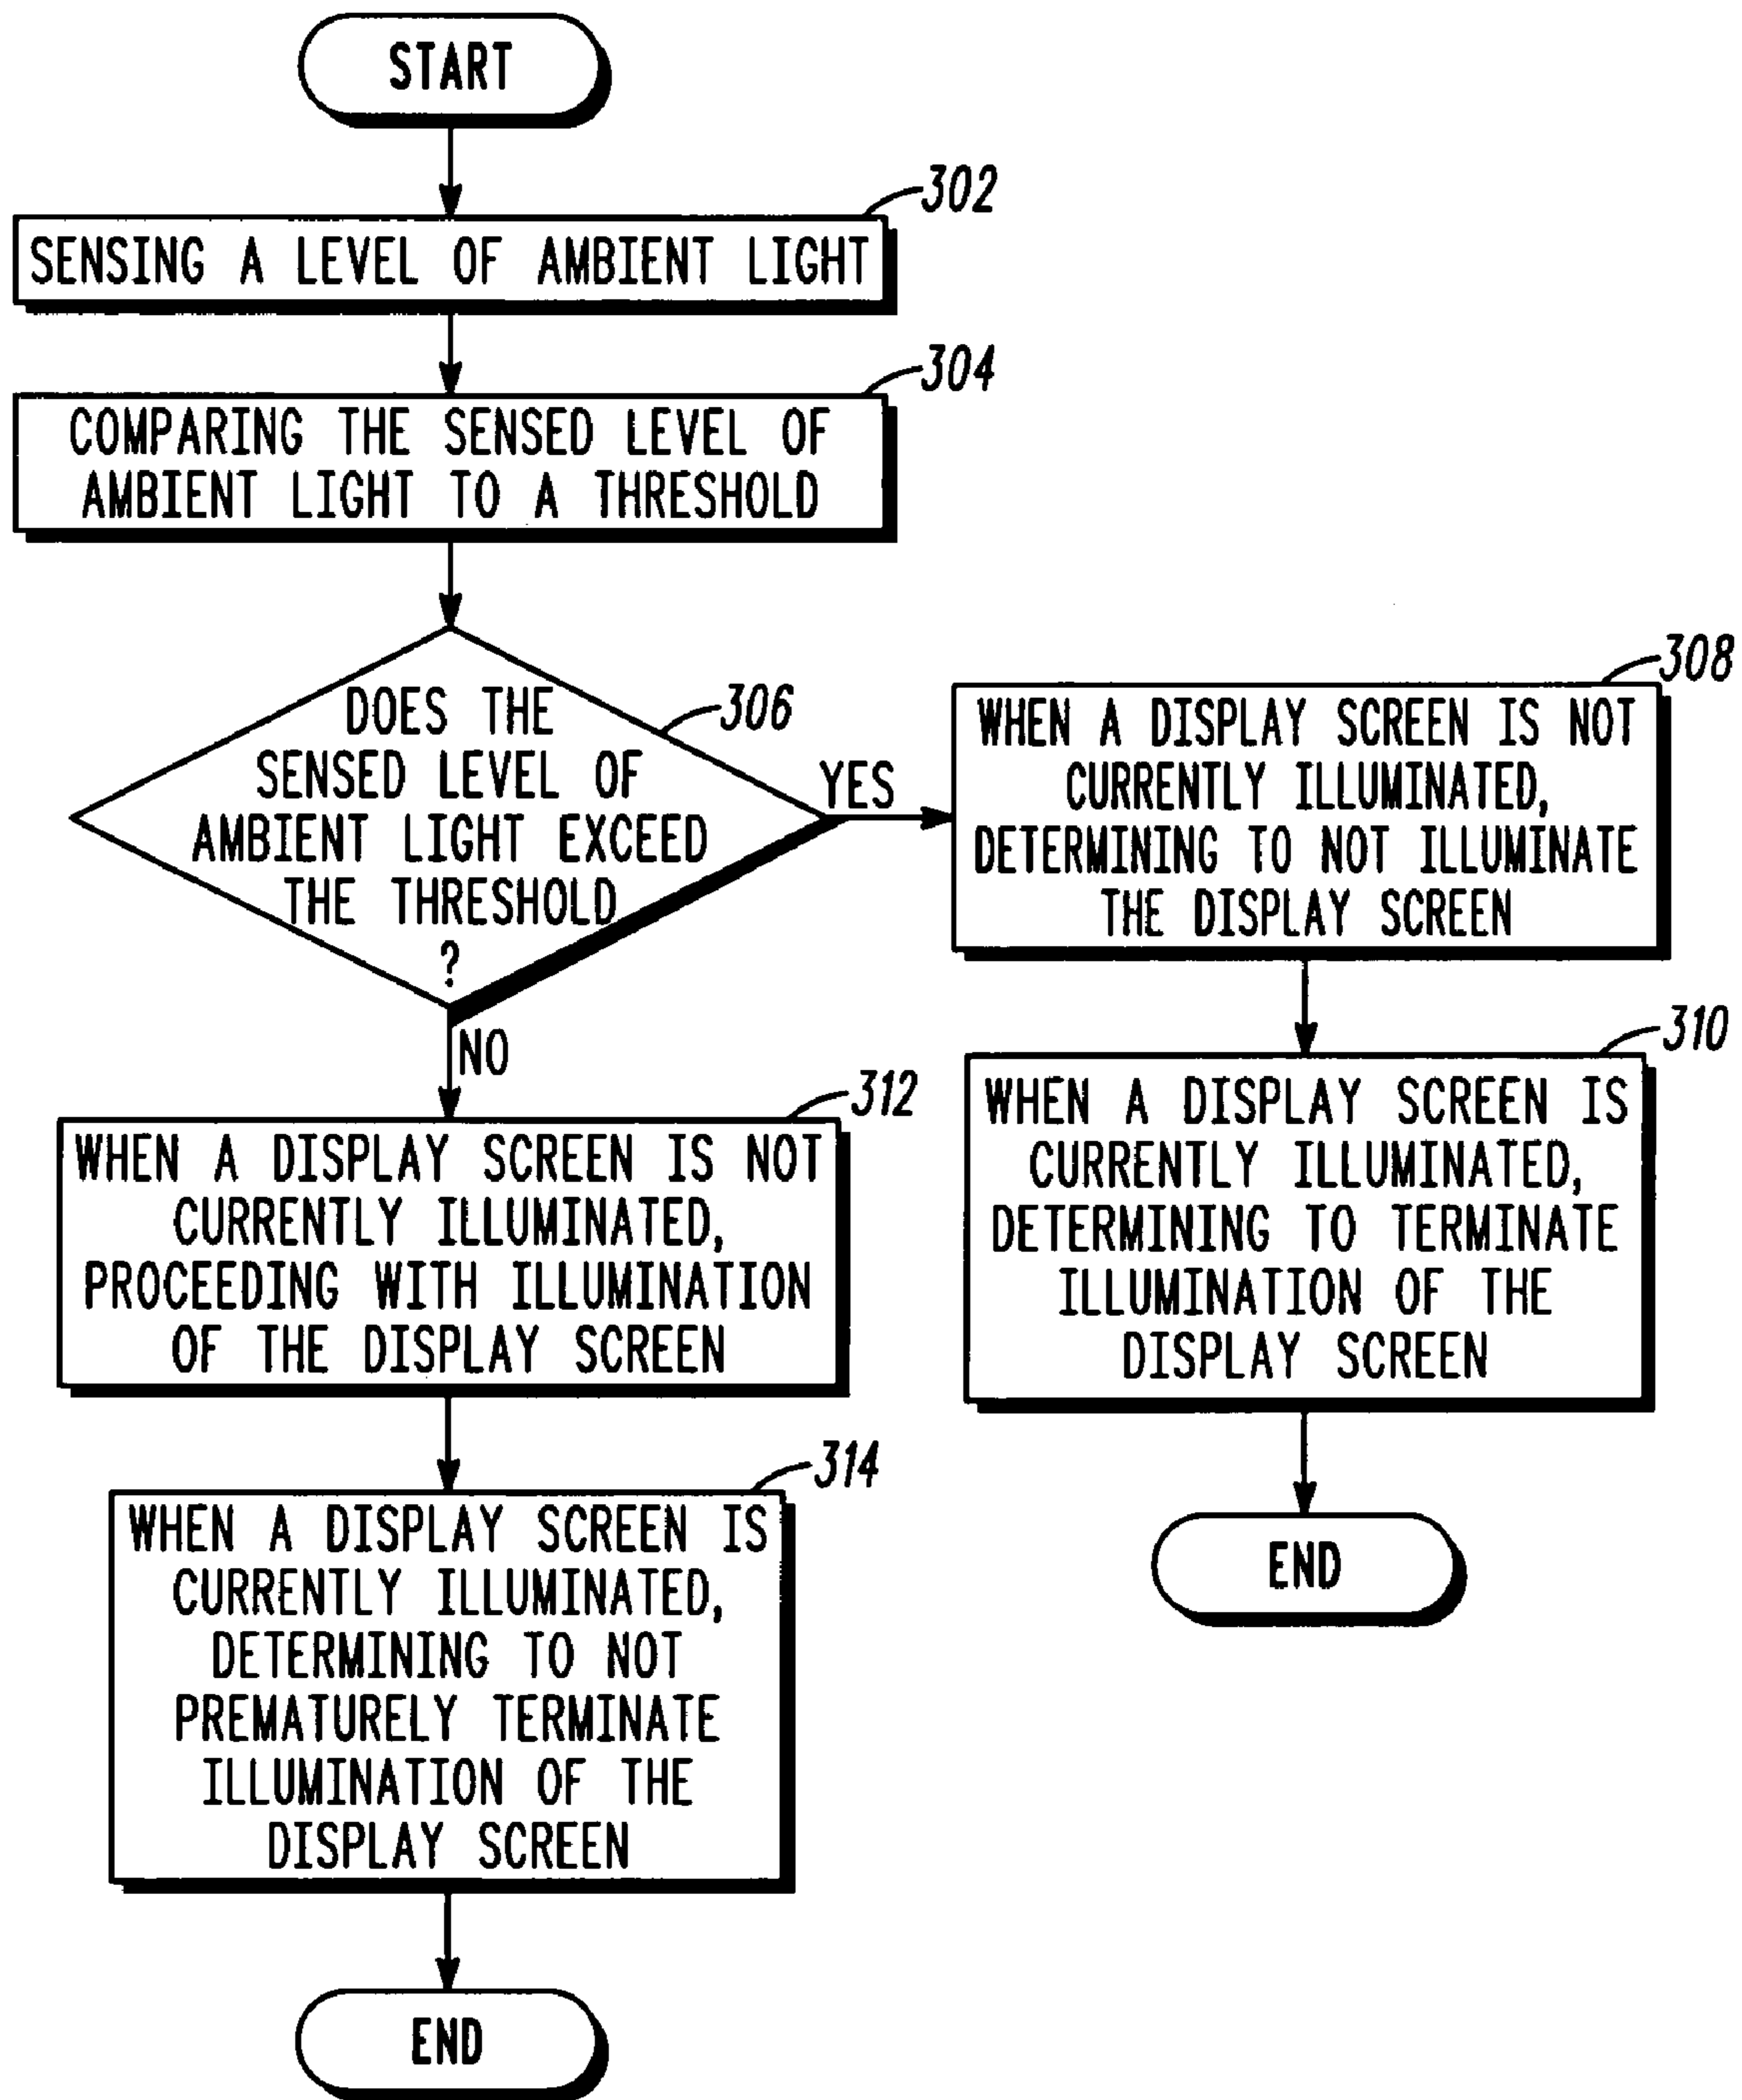 START
302
SENSING A LEVEL OF AMBIENT LIGHT
304
COMPARING THE SENSED LEVEL OF
AMBIENT LIGHT TO A THRESHOLD
306
DOES THE
SENSED LEVEL OF
AMBIENT LIGHT EXCEED
THE THRESHOLD
?
YES
308
WHEN A DISPLAY SCREEN IS NOT
CURRENTLY ILLUMINATED,
DETERMINING TO NOT ILLUMINATE
THE DISPLAY SCREEN
310
WHEN A DISPLAY SCREEN IS
CURRENTLY ILLUMINATED,
DETERMINING TO TERMINATE
ILLUMINATION OF THE
DISPLAY SCREEN
END
NO
312
WHEN A DISPLAY SCREEN IS NOT
CURRENTLY ILLUMINATED,
PROCEEDING WITH ILLUMINATION
OF THE DISPLAY SCREEN
314
WHEN A DISPLAY SCREEN IS
CURRENTLY ILLUMINATED,
DETERMINING TO NOT
PREMATURELY TERMINATE
ILLUMINATION OF THE
DISPLAY SCREEN
END